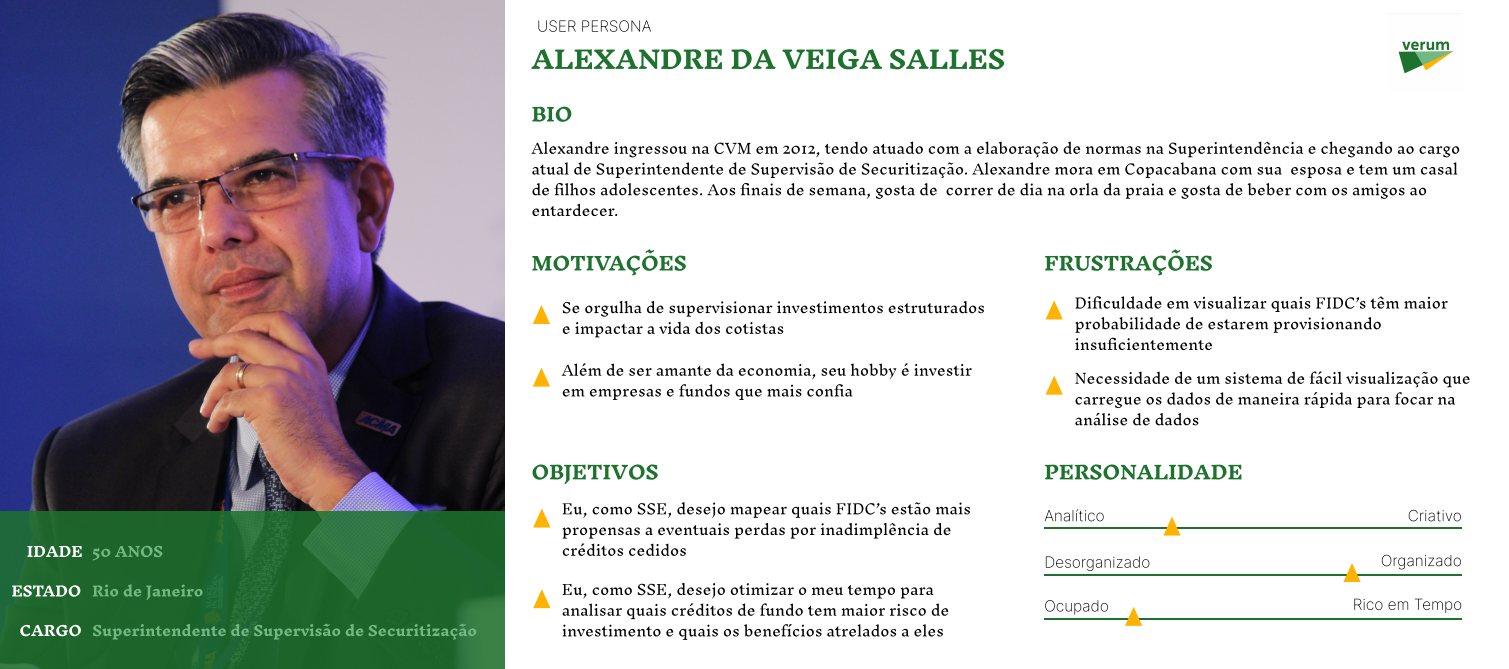 USER PERSONA
ALEXANDRE DA VEIGA SALLES
verum
BIO
Alexandre ingressou na CVM em 2012, tendo atuado com a elaboração de normas na Superintendência e chegando ao cargo
atual de Superintendente de Supervisão de Securitização. Alexandre mora em Copacabana com sua esposa e tem um casal
de filhos adolescentes. Aos finais de semana, gosta de correr de dia na orla da praia e gosta de beber com os amigos ao
entardecer.
MOTIVAÇÕES
Se orgulha de supervisionar investimentos estruturados
e impactar a vida dos cotistas
Além de ser amante da economia, seu hobby é investir
em empresas e fundos que mais confia
FRUSTRAÇÕES
Dificuldade em visualizar quais FIDC’s têm maior
probabilidade de estarem provisionando
insuficientemente
Necessidade de um sistema de fácil visualização que
carregue os dados de maneira rápida para focar na
análise de dados
OBJETIVOS
Eu, como SSE, desejo mapear quais FIDC’s estão mais
propensas a eventuais perdas por inadimplência de
créditos cedidos
Eu, como SSE, desejo otimizar o meu tempo para
analisar quais créditos de fundo tem maior risco de
investimento e quais os benefícios atrelados a eles
PERSONALIDADE
Analítico Criativo
Desorganizado Organizado
Ocupado Rico em Tempo
IDADE 50 ANOS
ESTADO Rio de Janeiro
CARGO Superintendente de Supervisão de Securitização